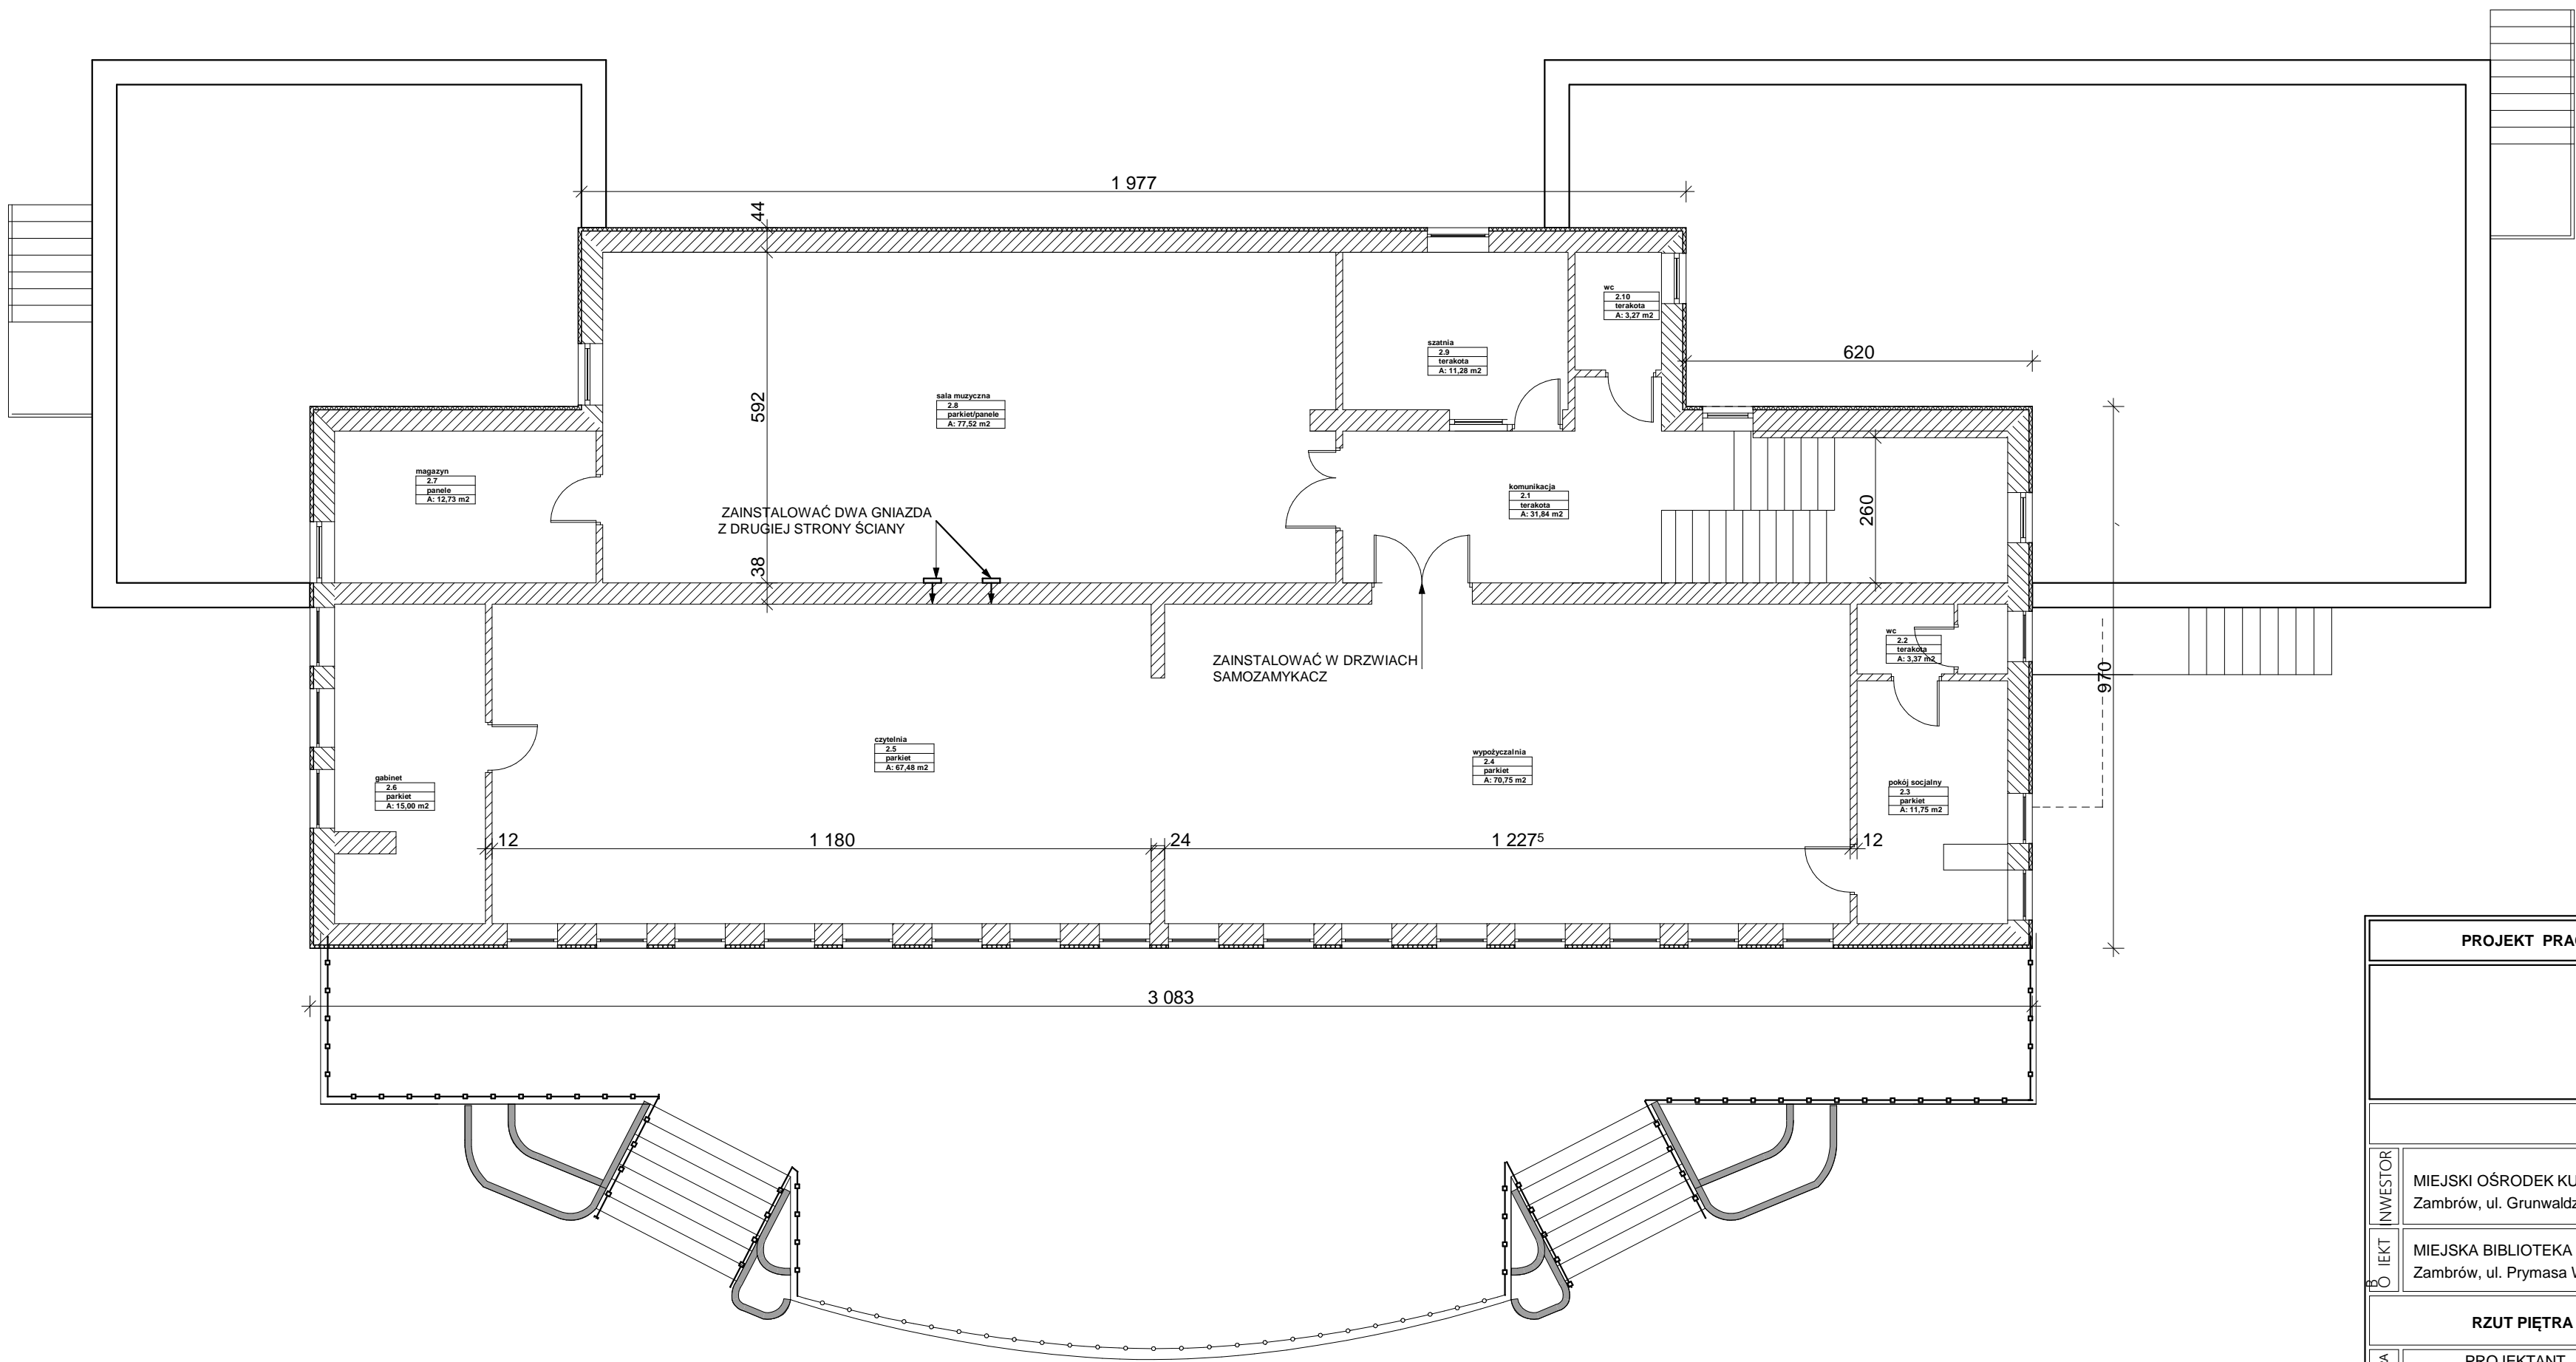 1 977
44
wc
2.10
terakota
A: 3,27 m2
szatnia
2.9
terakota
A: 11,28 m2
620
sala muzyczna
2.8
parkiet/panele
A: 77,52 m2
592
magazyn
2.7
panele
A: 12,73 m2
komunikacja
2.1
terakota
A: 31,84 m2
260
ZAINSTALOWAĆ DWA GNIAZDA
Z DRUGIEJ STRONY ŚCIANY
38
wc
2.2
terakota
A: 3,37 m2
ZAINSTALOWAĆ W DRZWIACH
SAMOZAMYKACZ
970
czytelnia
2.5
parkiet
A: 67,48 m2
wypożyczalnia
2.4
parkiet
A: 70,75 m2
gabinet
2.6
parkiet
A: 15,00 m2
pokój socjalny
2.3
parkiet
A: 11,75 m2
12
1 180
24
1 2275
12
3 083
PROJEKT PRA
INWESTOR
MIEJSKI OŚRODEK KU
Zambrów, ul. Grunwaldz
O B IEKT
MIEJSKA BIBLIOTEKA
Zambrów, ul. Prymasa W
RZUT PIĘTRA
PROJEKTANT